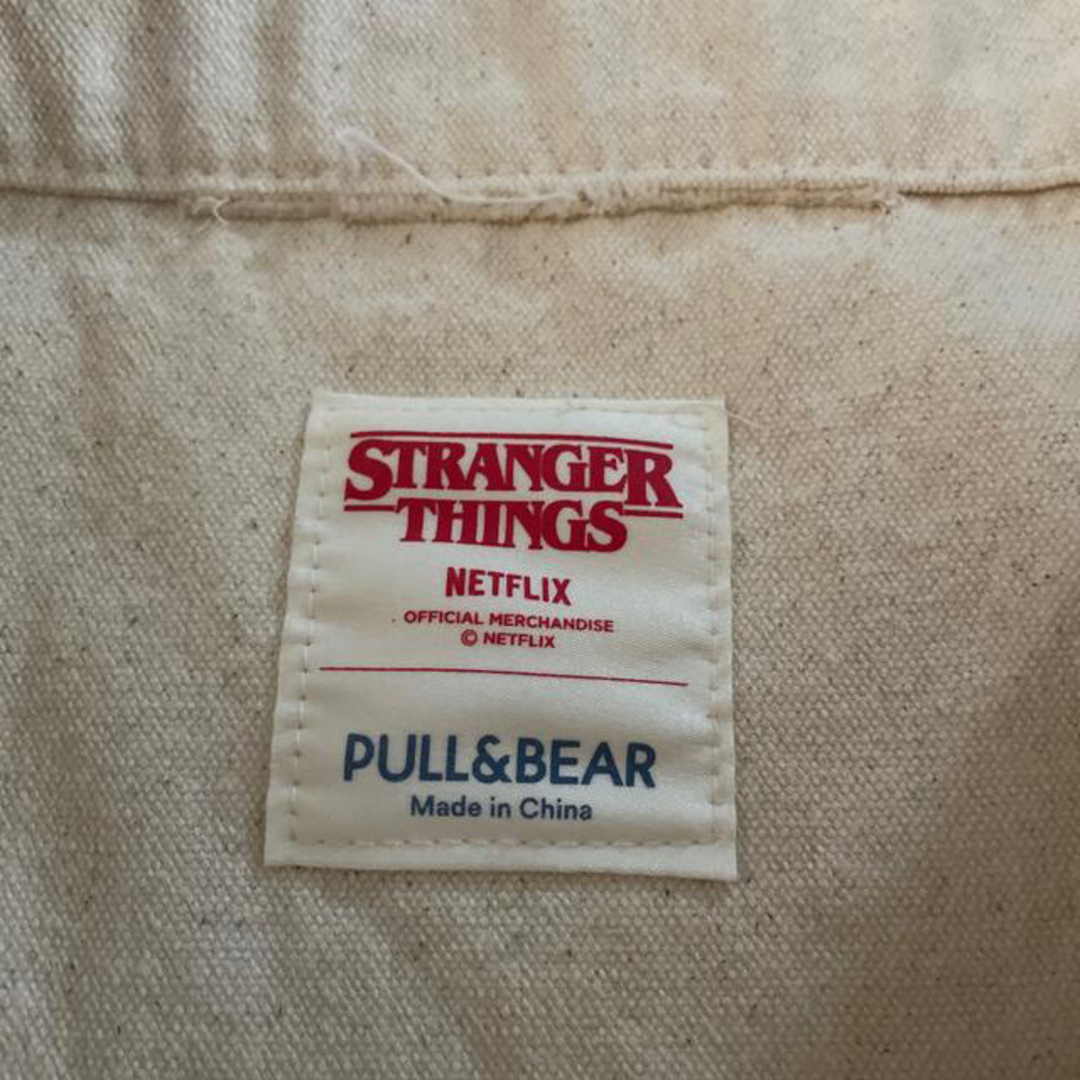 STRANGER
THINGS
NETFLIX
OFFICIAL MERCHANDISE
© NETFLIX
PULL&BEAR
Made in China